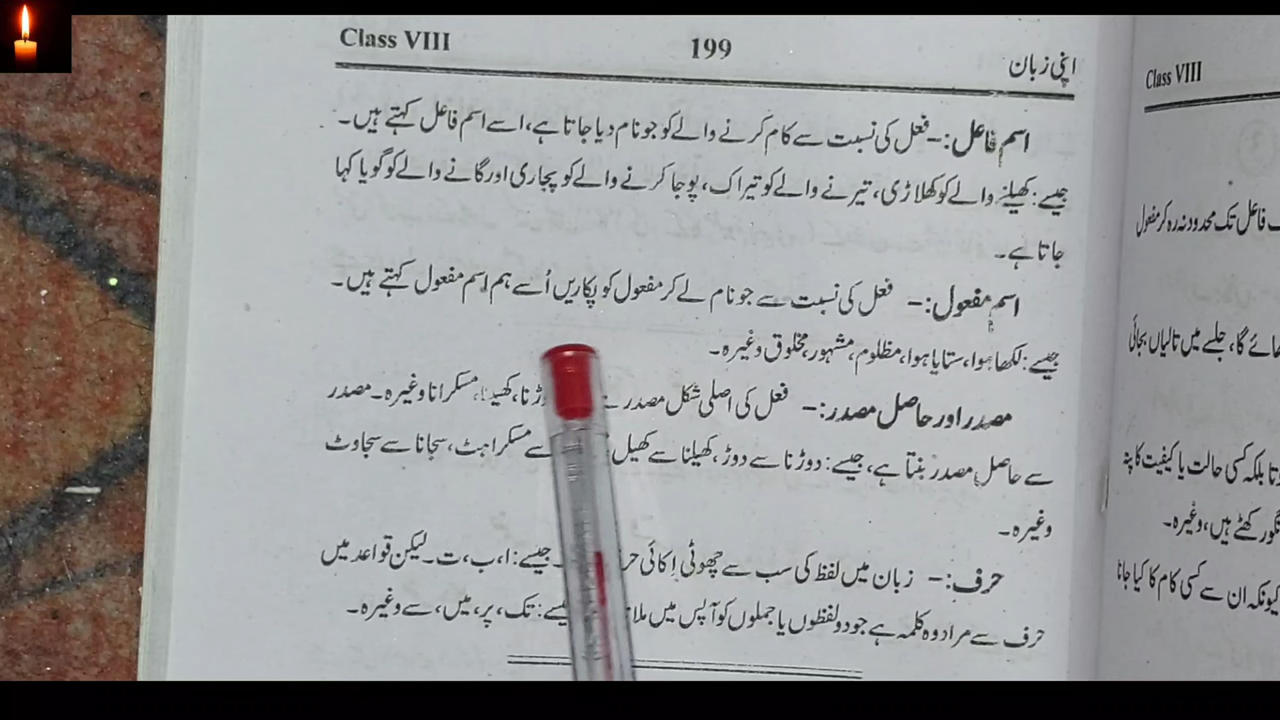 Class VIII 199 اپنی زبان
اسم فاعل:- فعل کی نسبت سے کام کرنے والے کو جو نام دیا جاتا ہے، اسے اسم فاعل کہتے ہیں۔
جیسے: کھیلنے والے کو کھلاڑی، تیرنے والے کو تیراک، پوجا کرنے والے کو پجاری اور گانے والے کو گویا کہا
جاتا ہے۔
اسم مفعول:- فعل کی نسبت سے جو نام لے کر مفعول کو پکاریں اُسے ہم اسم مفعول کہتے ہیں۔
جیسے: لکھا ہوا، ستایا ہوا، مظلوم، مشہور، مخلوق وغیرہ۔
مصدر اور حاصل مصدر:- فعل کی اصلی شکل مصدر مسکرانا وغیرہ۔ مصدر
سے حاصل مصدر بنتا ہے، جیسے: دوڑنا سے دوڑ، کھیلنا سے کھیل سے مسکراہٹ، سجانا سے سجاوٹ
وغیرہ۔
حرف:- زبان میں لفظ کی سب سے چھوٹی اِکائی جیسے: ا، ب، ت۔ لیکن قواعد میں
حرف سے مراد وہ کلمہ ہے جو دو لفظوں یا جملوں کو آپس میں تک، پر، میں، سے وغیرہ۔
Class VIII
فاعل تک محدود نہ رہ کر مفعول
جائے گا، جلسے میں تالیاں بجائی
بلکہ کسی حالت یا کیفیت کا پتہ
کھٹے ہیں، وغیرہ۔
کیونکہ ان سے کسی کام کا کیا جانا